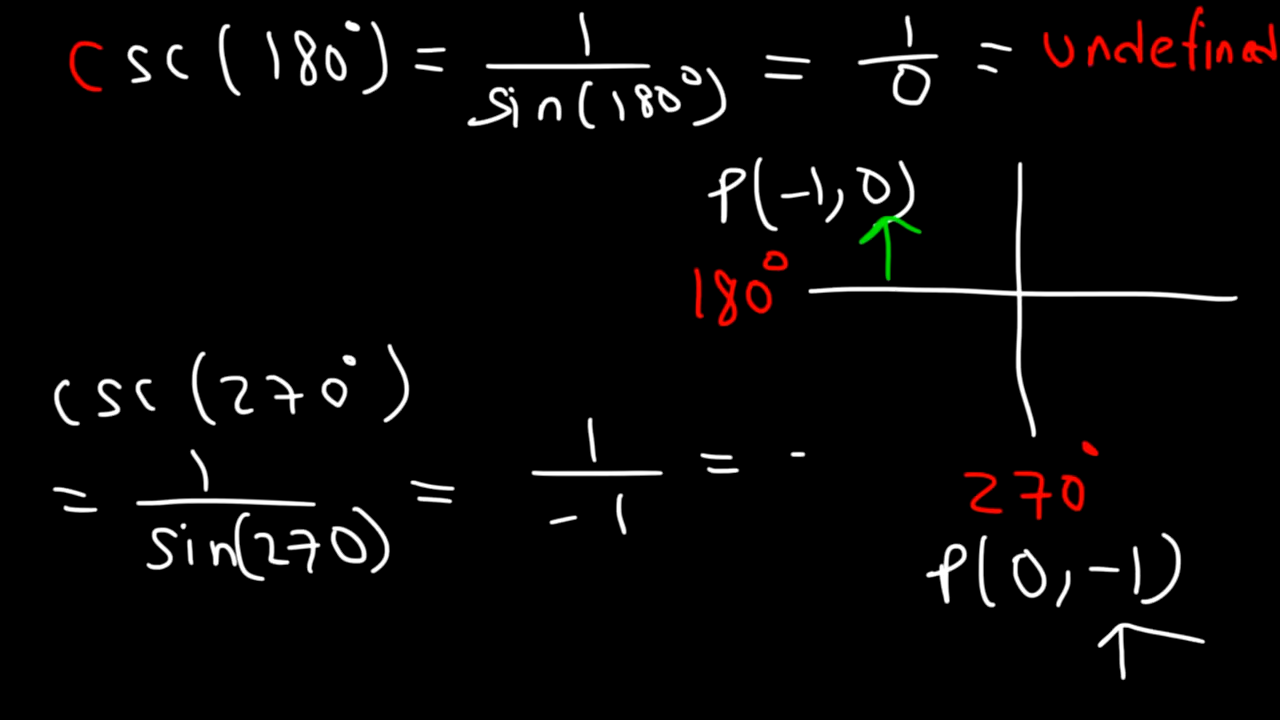 csc(180°) = 1/sin(180°) = 1/0 = undefined
P(-1, 0)
180°
csc(270°)
= 1/sin(270) = 1/-1 = -
270°
P(0, -1)